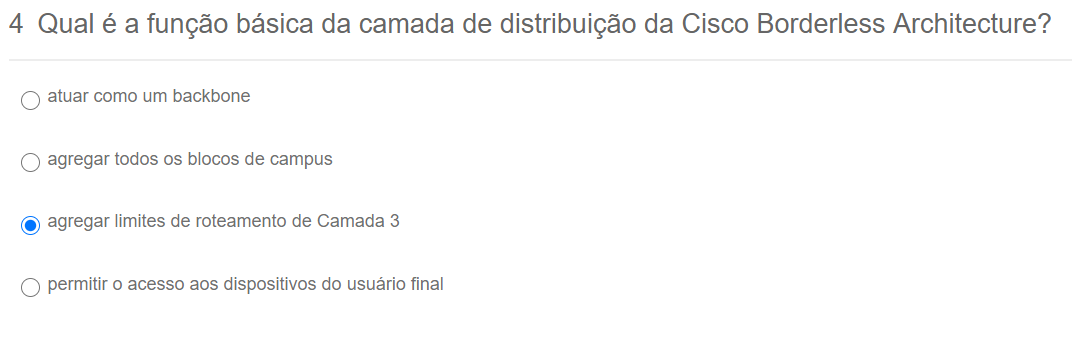 4 Qual é a função básica da camada de distribuição da Cisco Borderless Architecture?
atuar como um backbone
agregar todos os blocos de campus
agregar limites de roteamento de Camada 3
permitir o acesso aos dispositivos do usuário final